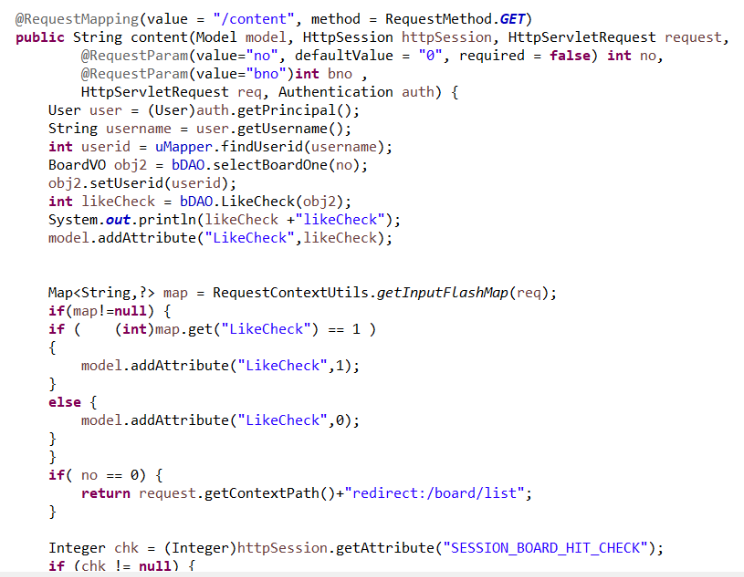 @RequestMapping(value = "/content", method = RequestMethod.GET)
public String content(Model model, HttpSession httpSession, HttpServletRequest request,
@RequestParam(value="no", defaultValue = "0", required = false) int no,
@RequestParam(value="bno")int bno ,
HttpServletRequest req, Authentication auth) {
User user = (User)auth.getPrincipal();
String username = user.getUsername();
int userid = uMapper.findUserid(username);
BoardVO obj2 = bDAO.selectBoardOne(no);
obj2.setUserid(userid);
int likeCheck = bDAO.LikeCheck(obj2);
System.out.println(likeCheck +"likeCheck");
model.addAttribute("LikeCheck",likeCheck);
Map<String,?> map = RequestContextUtils.getInputFlashMap(req);
if(map!=null) {
if (    (int)map.get("LikeCheck") == 1 )
{
model.addAttribute("LikeCheck",1);
}
else {
model.addAttribute("LikeCheck",0);
}
}
if( no == 0) {
return request.getContextPath()+"redirect:/board/list";
}
Integer chk = (Integer)httpSession.getAttribute("SESSION_BOARD_HIT_CHECK");
if (chk != null) {